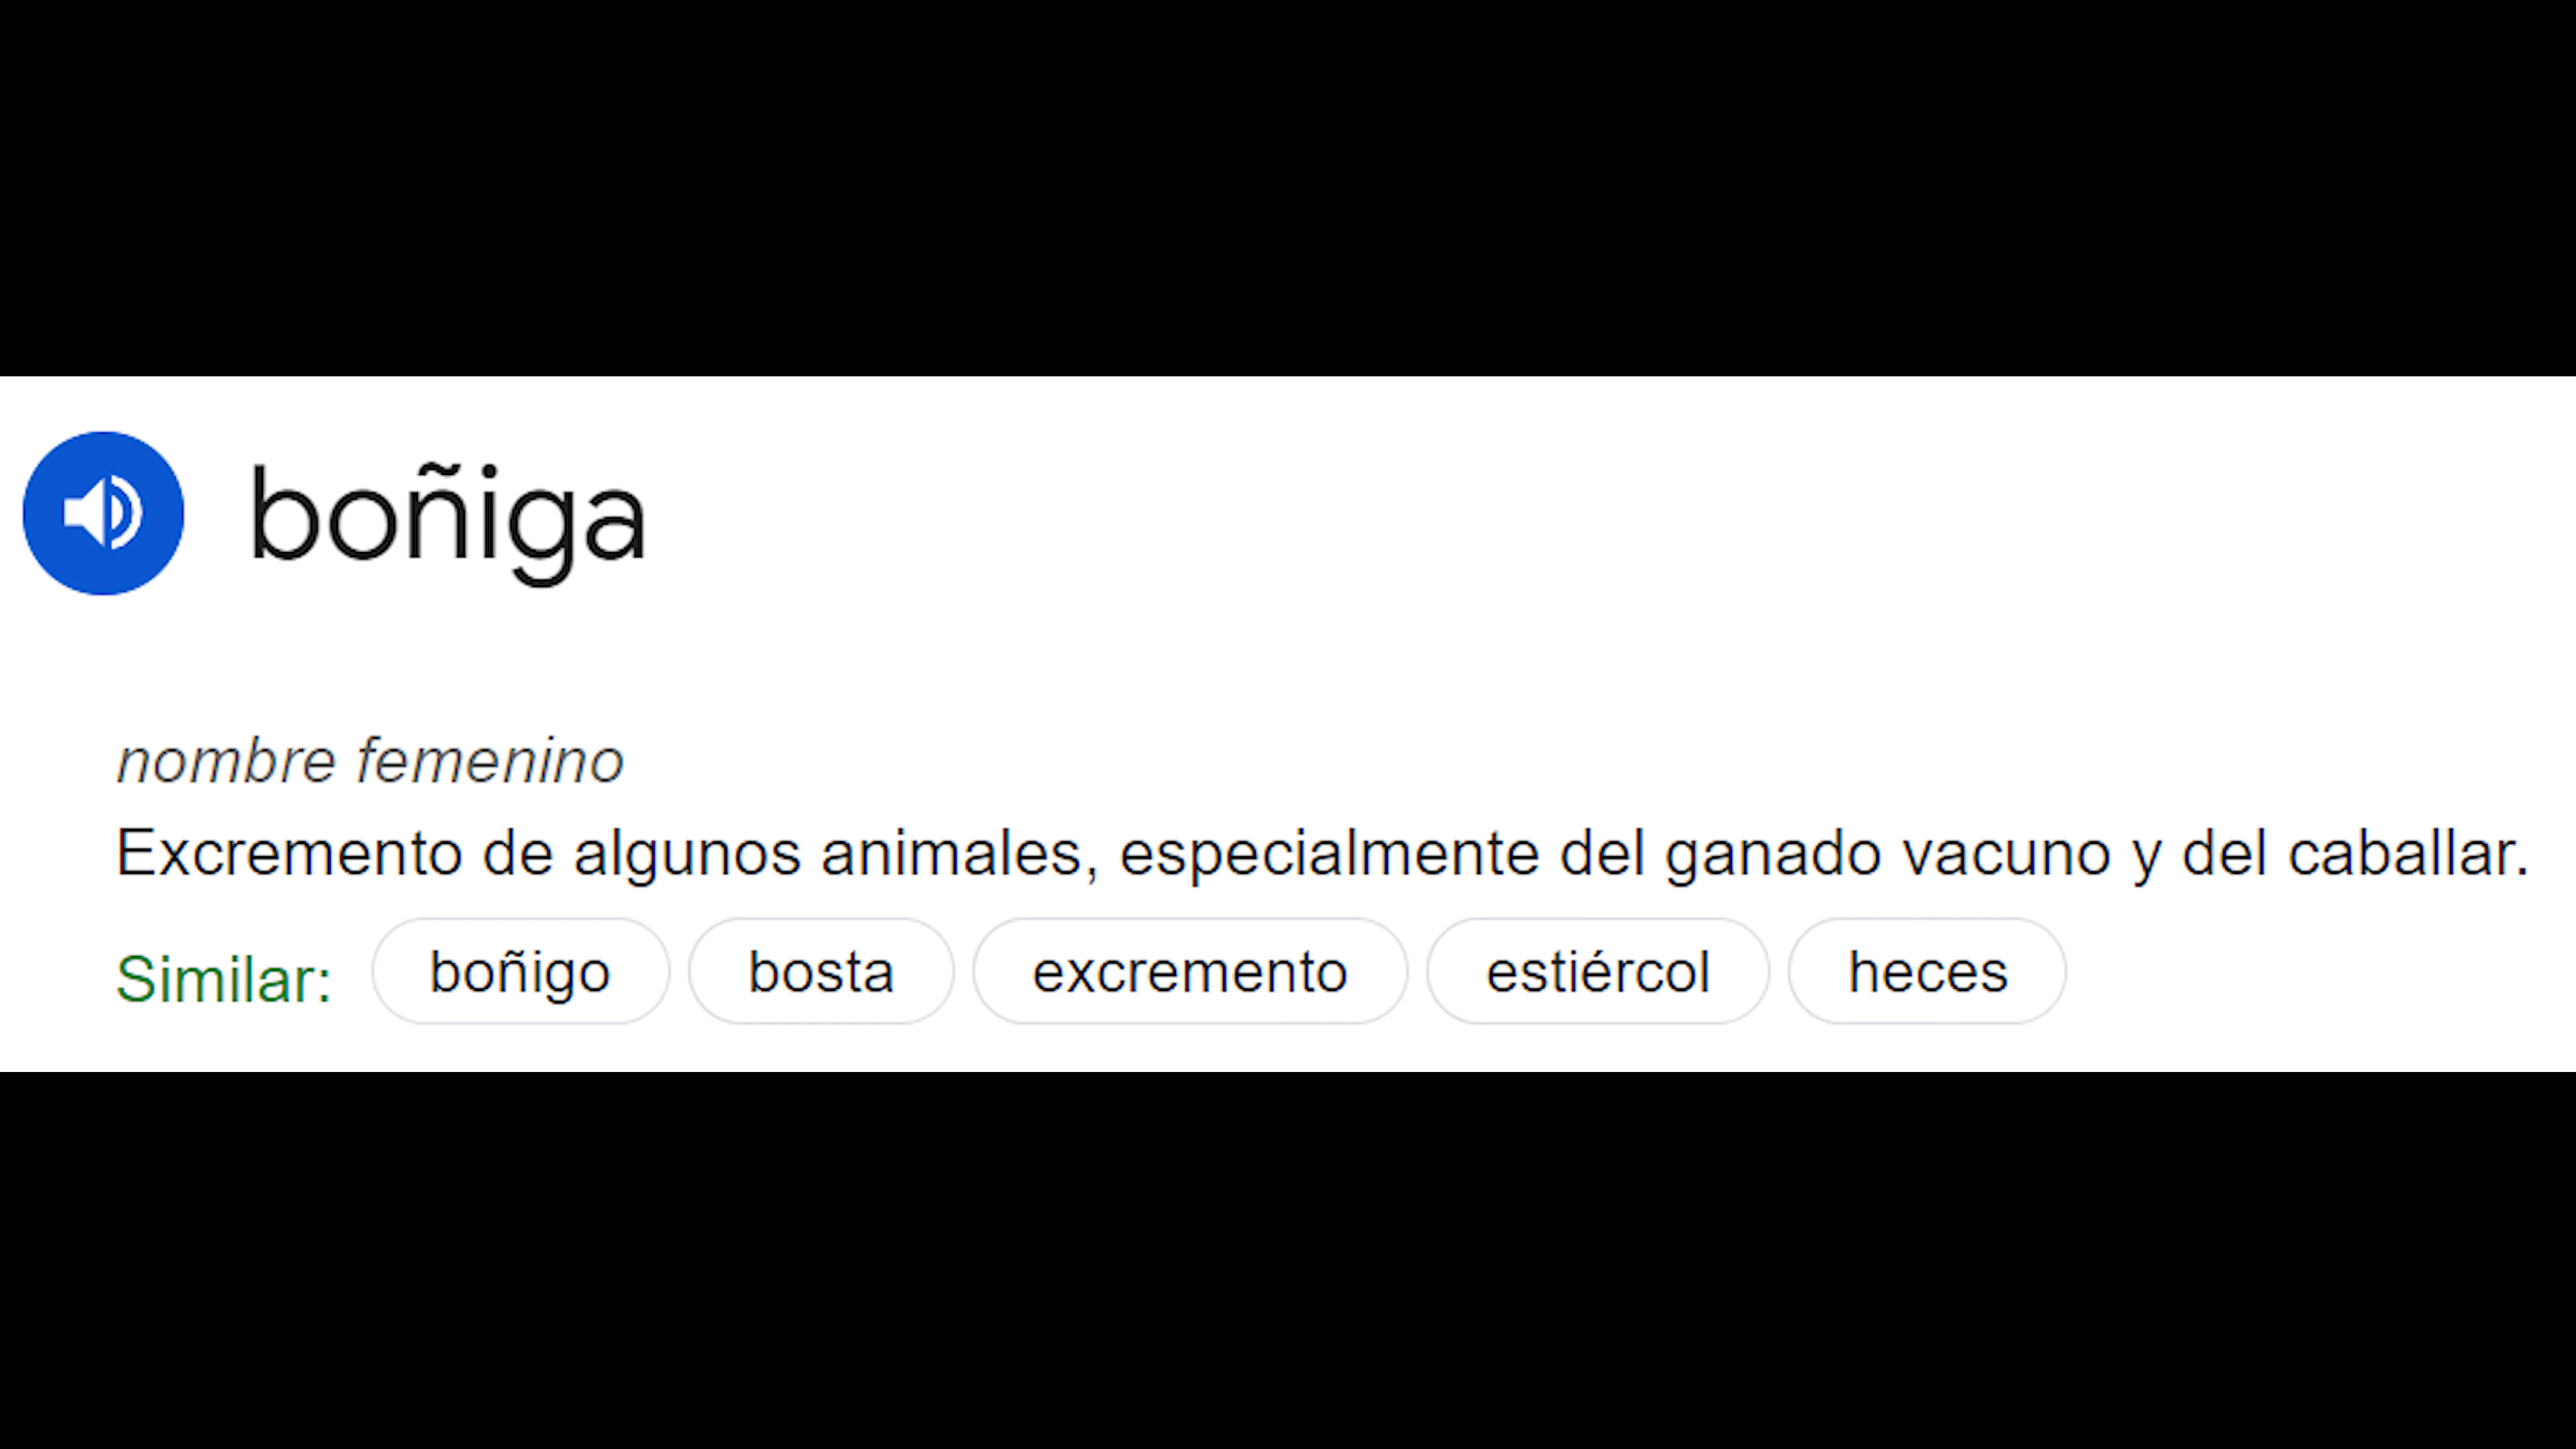 boñiga
nombre femenino
Excremento de algunos animales, especialmente del ganado vacuno y del caballar.
Similar: boñigo bosta excremento estiércol heces